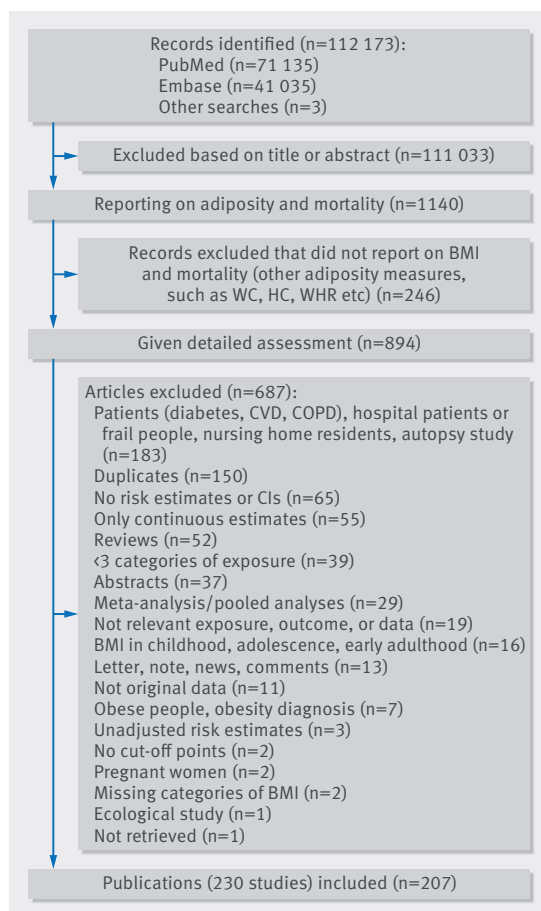 Records identified (n=112 173):
PubMed (n=71 135)
Embase (n=41 035)
Other searches (n=3)
Excluded based on title or abstract (n=111 033)
Reporting on adiposity and mortality (n=1140)
Records excluded that did not report on BMI
and mortality (other adiposity measures,
such as WC, HC, WHR etc) (n=246)
Given detailed assessment (n=894)
Articles excluded (n=687):
Patients (diabetes, CVD, COPD), hospital patients or
frail people, nursing home residents, autopsy study
(n=183)
Duplicates (n=150)
No risk estimates or CIs (n=65)
Only continuous estimates (n=55)
Reviews (n=52)
<3 categories of exposure (n=39)
Abstracts (n=37)
Meta-analysis/pooled analyses (n=29)
Not relevant exposure, outcome, or data (n=19)
BMI in childhood, adolescence, early adulthood (n=16)
Letter, note, news, comments (n=13)
Not original data (n=11)
Obese people, obesity diagnosis (n=7)
Unadjusted risk estimates (n=3)
No cut-off points (n=2)
Pregnant women (n=2)
Missing categories of BMI (n=2)
Ecological study (n=1)
Not retrieved (n=1)
Publications (230 studies) included (n=207)